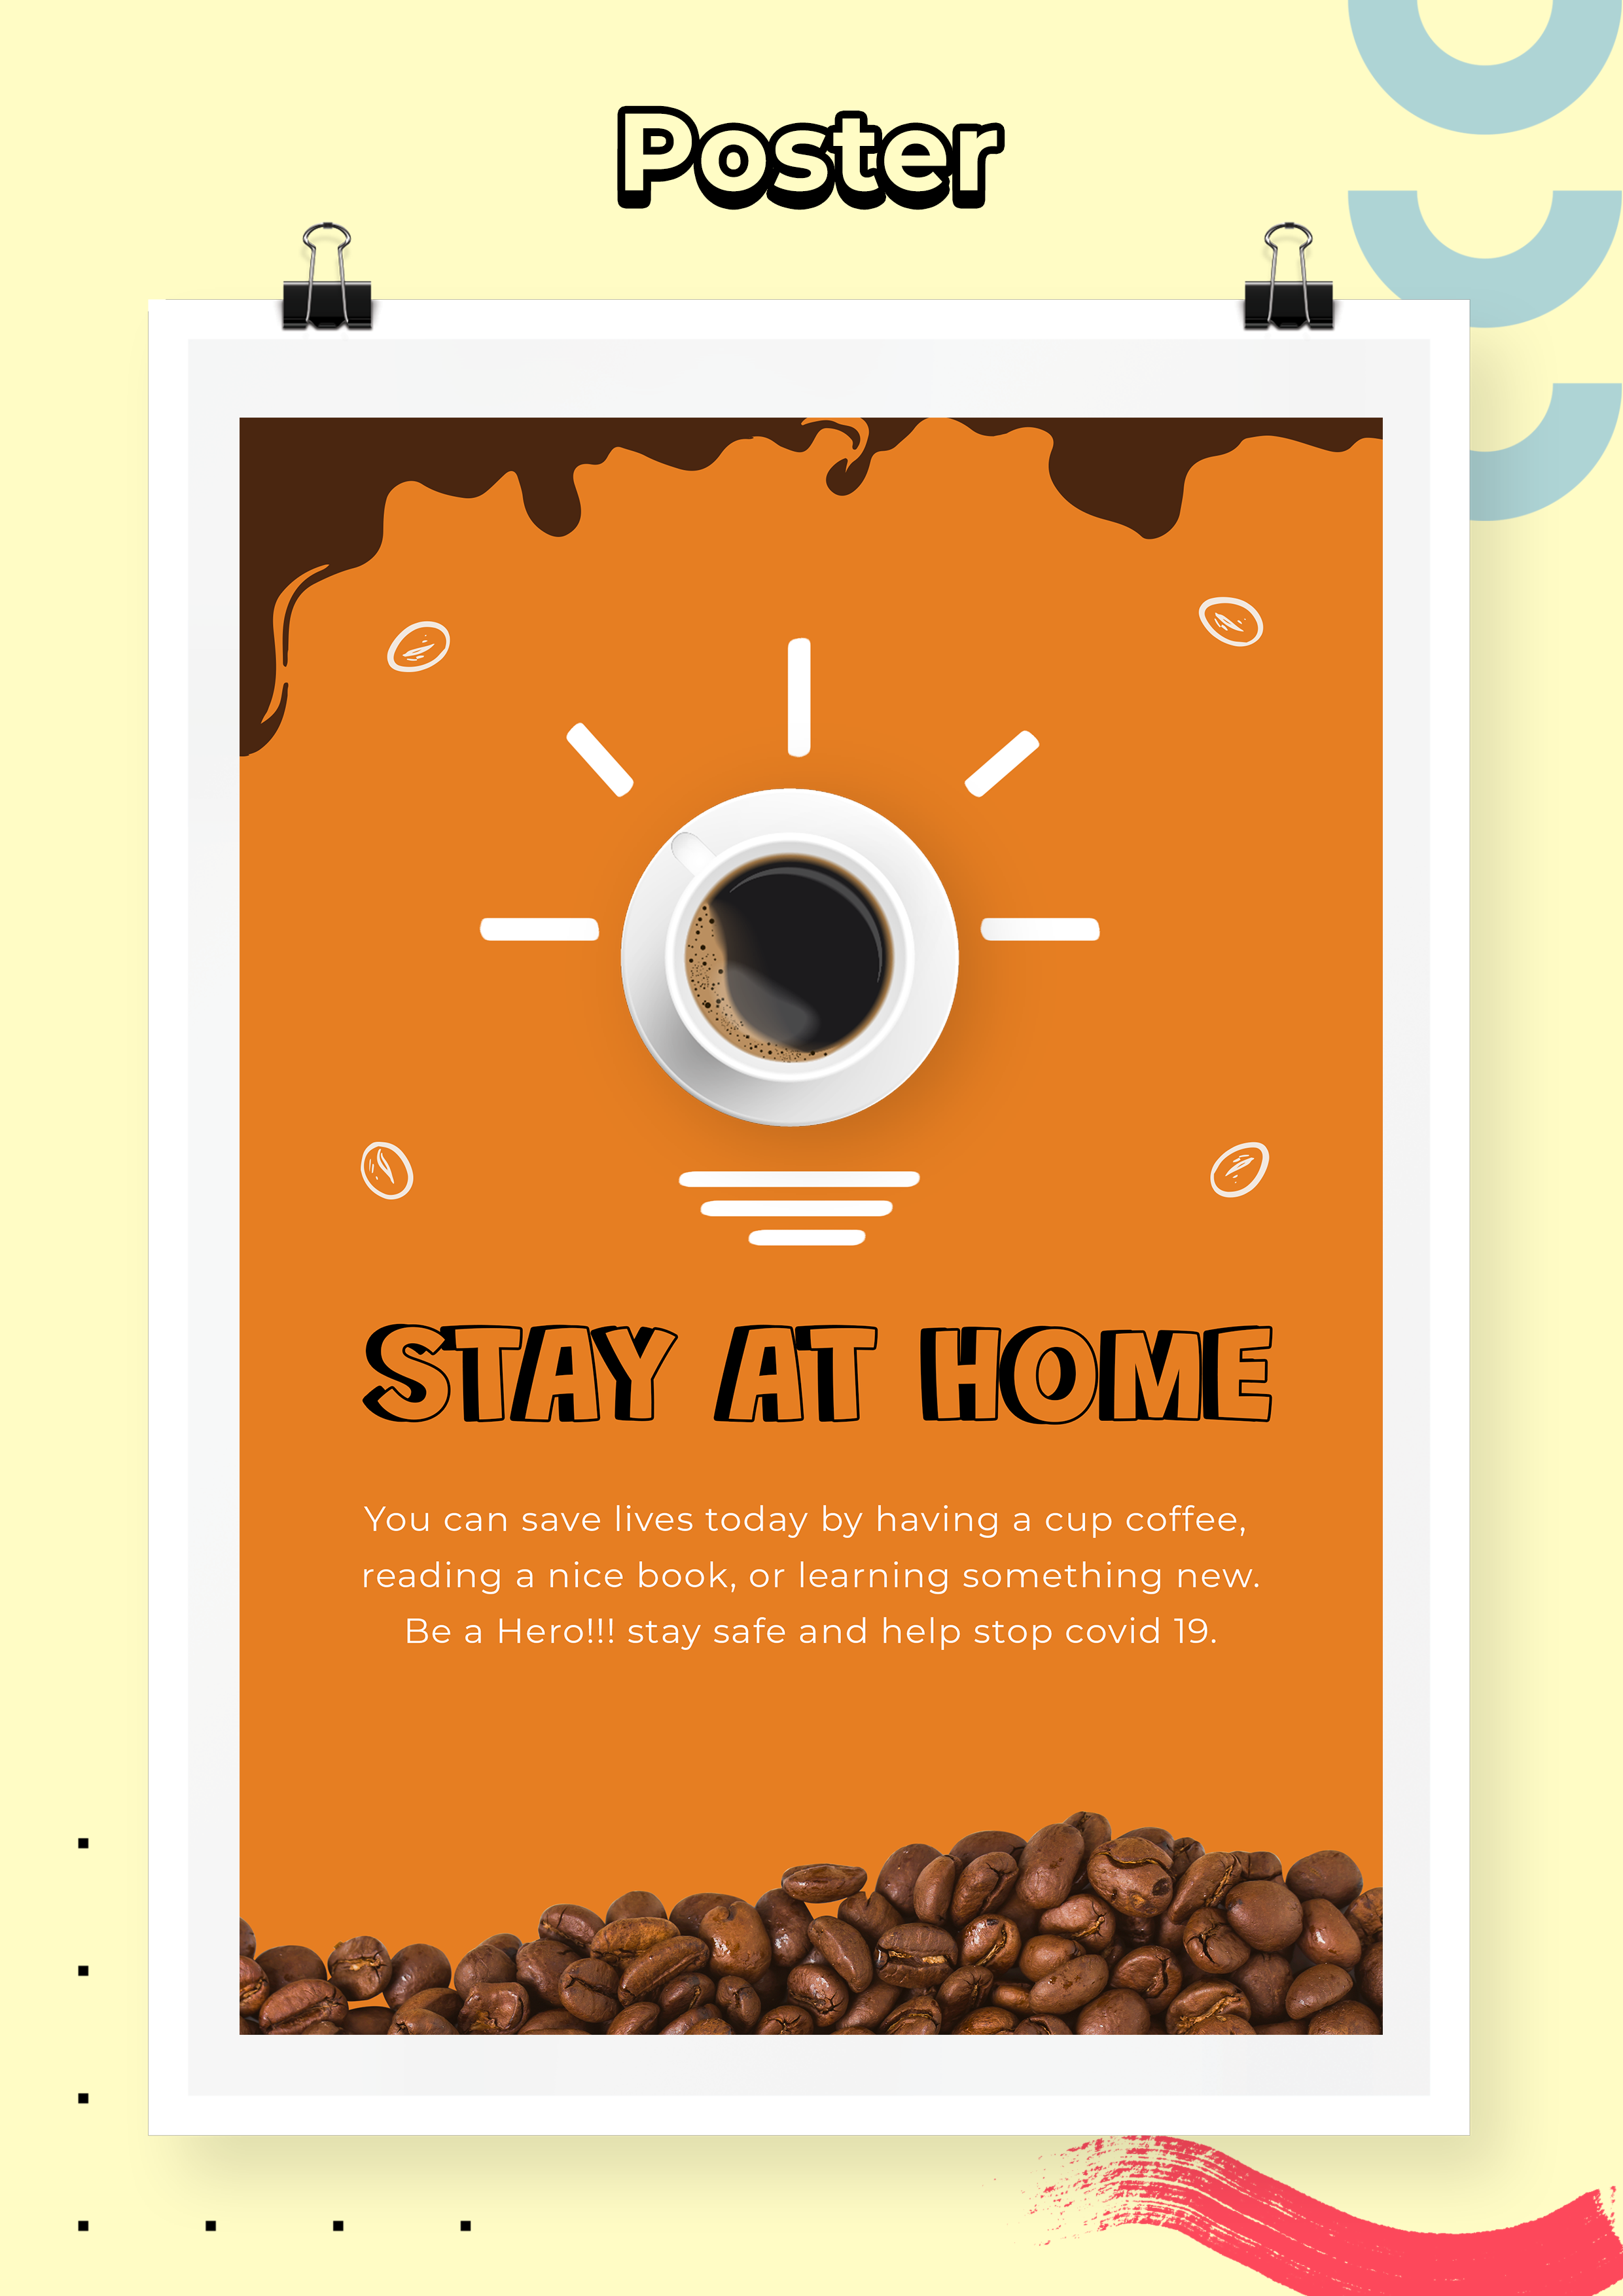 Poster
STAY AT HOME
You can save lives today by having a cup coffee,
reading a nice book, or learning something new.
Be a Hero!!! stay safe and help stop covid 19.